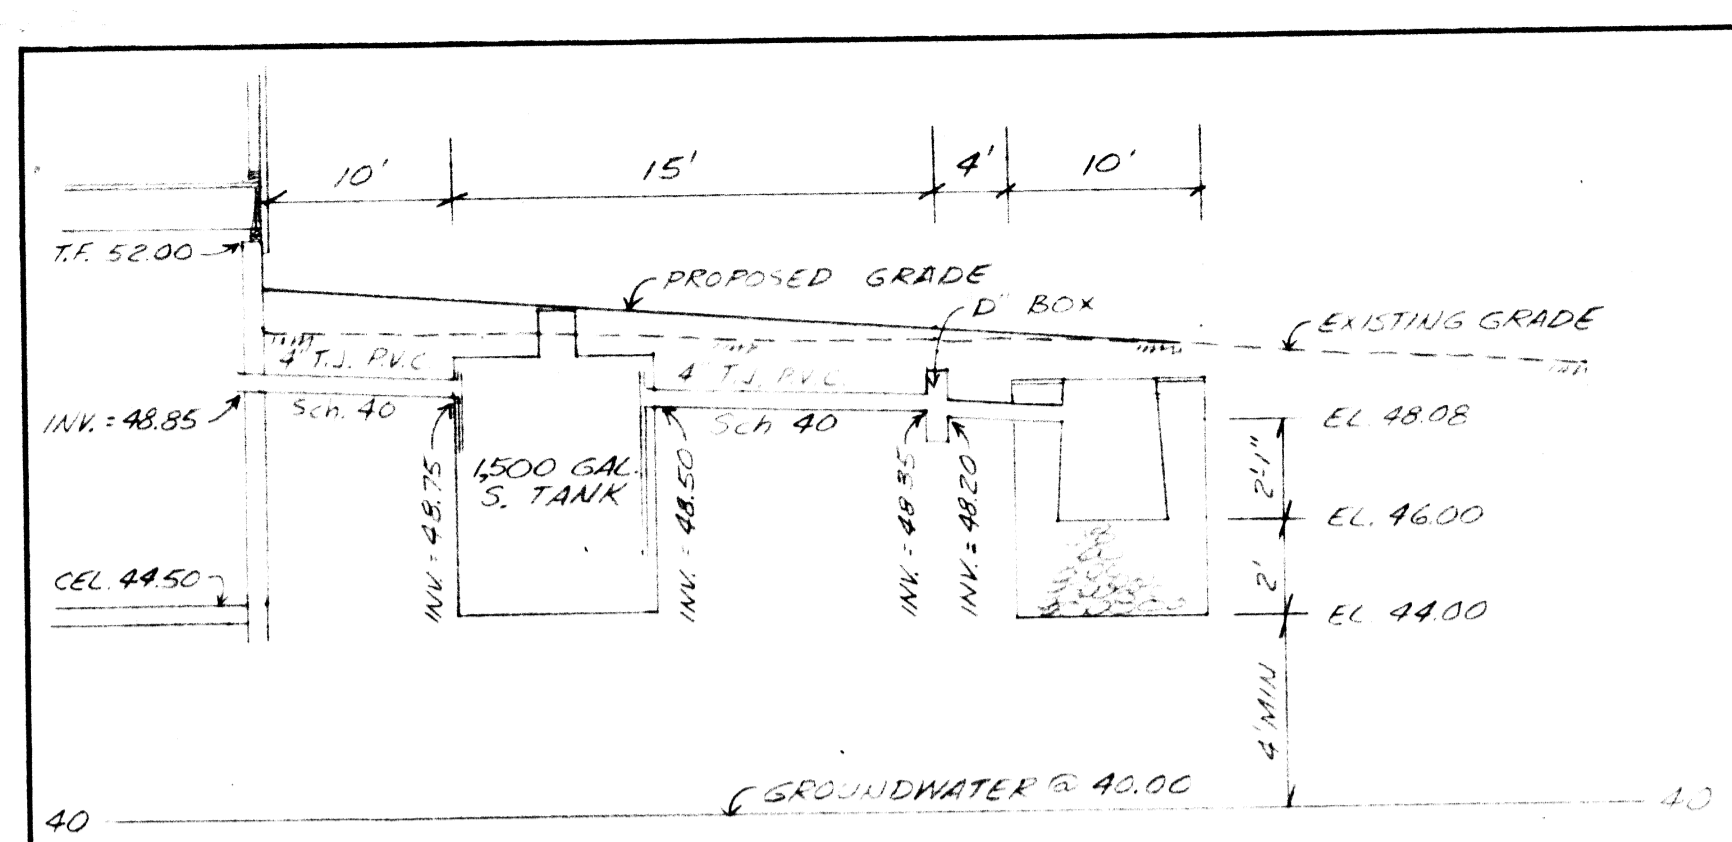 10' 15' 4' 10'
T.F. 52.00
PROPOSED GRADE
D" BOX
EXISTING GRADE
4" T.J. P.V.C.
Sch. 40
4" T.J. P.V.C.
Sch 40
INV. = 48.85
INV. = 48.75
1,500 GAL.
S. TANK
INV. = 48.50
INV. = 48.35
INV. = 48.20
EL. 48.08
2'-1"
EL. 46.00
2'
EL. 44.00
CEL. 44.50
4' MIN
GROUNDWATER @ 40.00
40
40